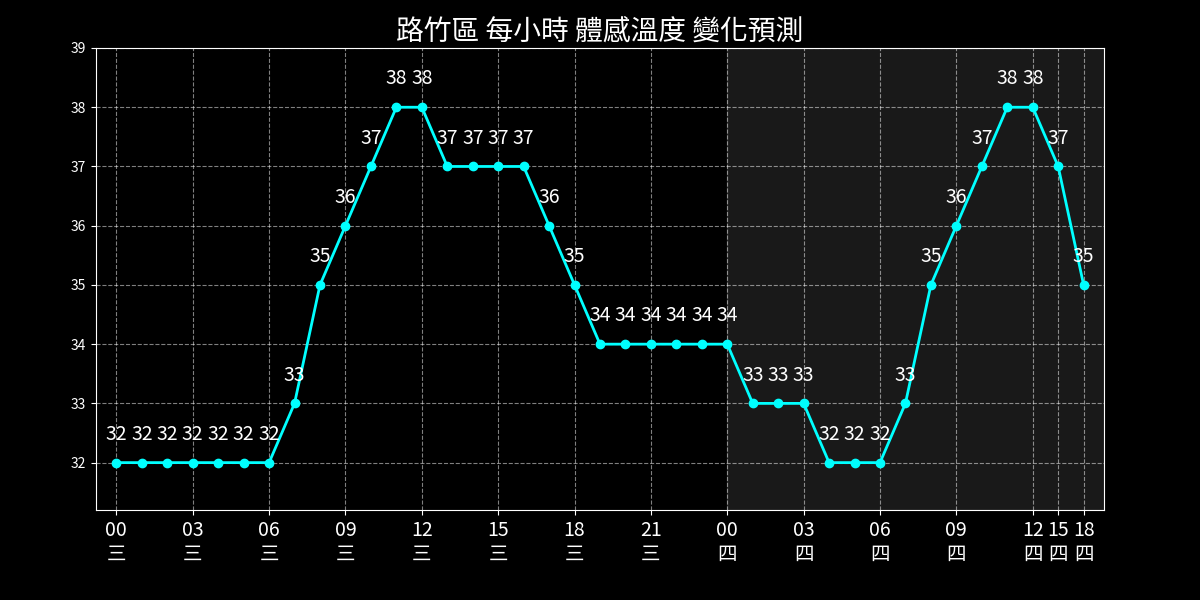 路竹區 每小時 體感溫度 變化預測
39
38
37
36
35
34
33
32
38 38 38 38
37 37 37 37 37 37 37
36 36 36
35 35 35 35
34 34 34 34 34 34
33 33 33 33 33
32 32 32 32 32 32 32 32 32 32
00 03 06 09 12 15 18 21 00 03 06 09 12 15 18
三 三 三 三 三 三 三 三 四 四 四 四 四 四 四